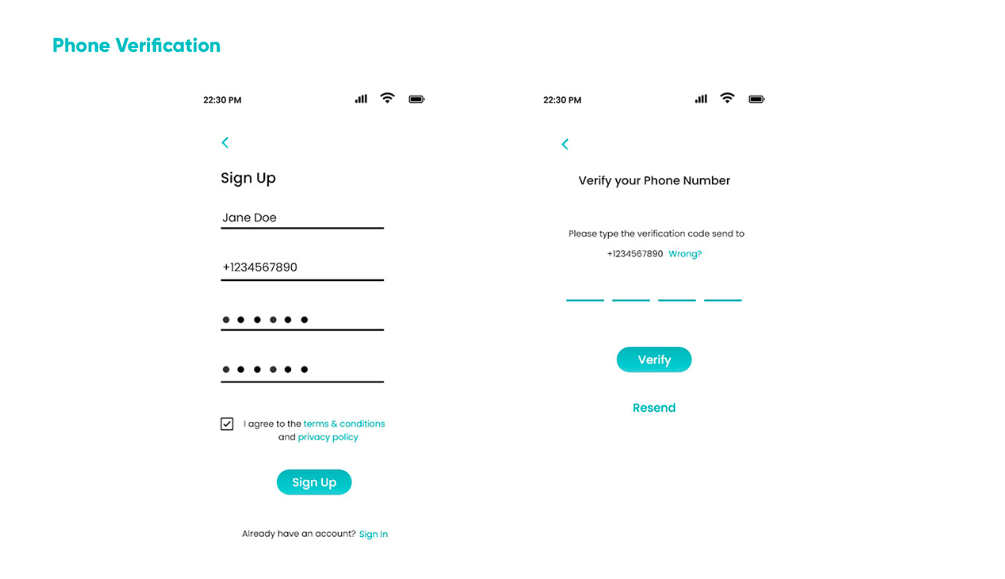 Phone Verification
22:30 PM
Sign Up
Jane Doe
+1234567890
I agree to the terms & conditions
and privacy policy
Sign Up
Already have an account? Sign In
22:30 PM
Verify your Phone Number
Please type the verification code send to
+1234567890 Wrong?
Verify
Resend